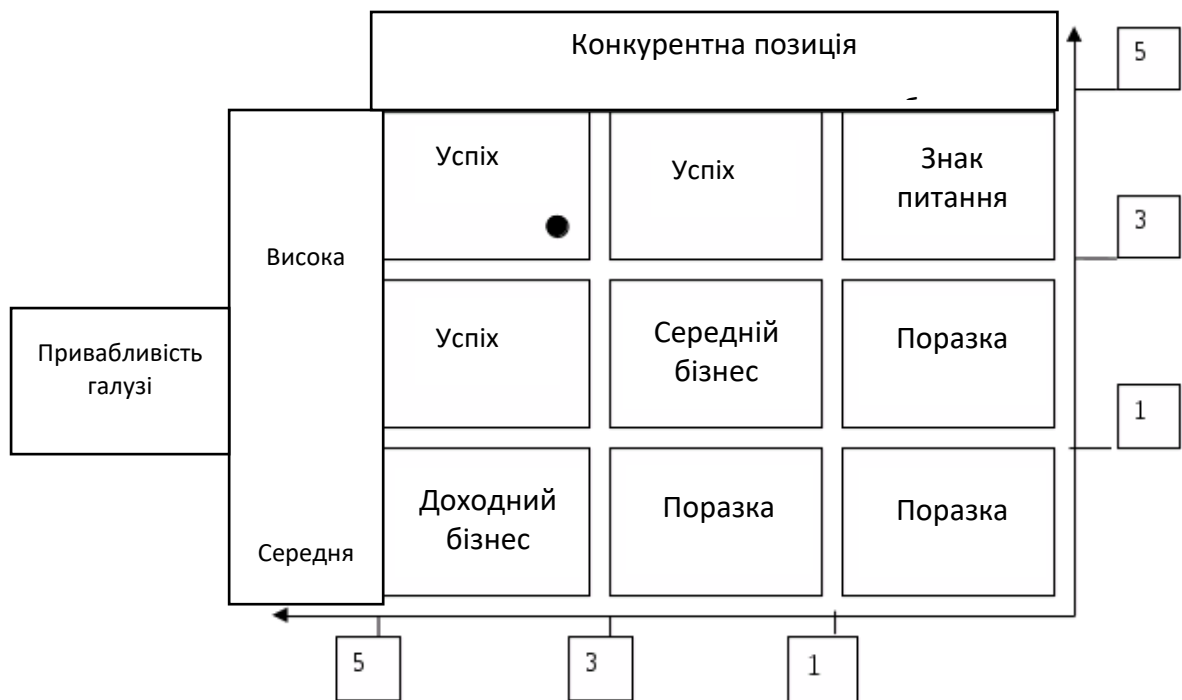 Конкурентна позиція
5
Успіх
Успіх
Знак
питання
3
Висока
Привабливість
галузі
Успіх
Середній
бізнес
Поразка
1
Середня
Доходний
бізнес
Поразка
Поразка
5
3
1